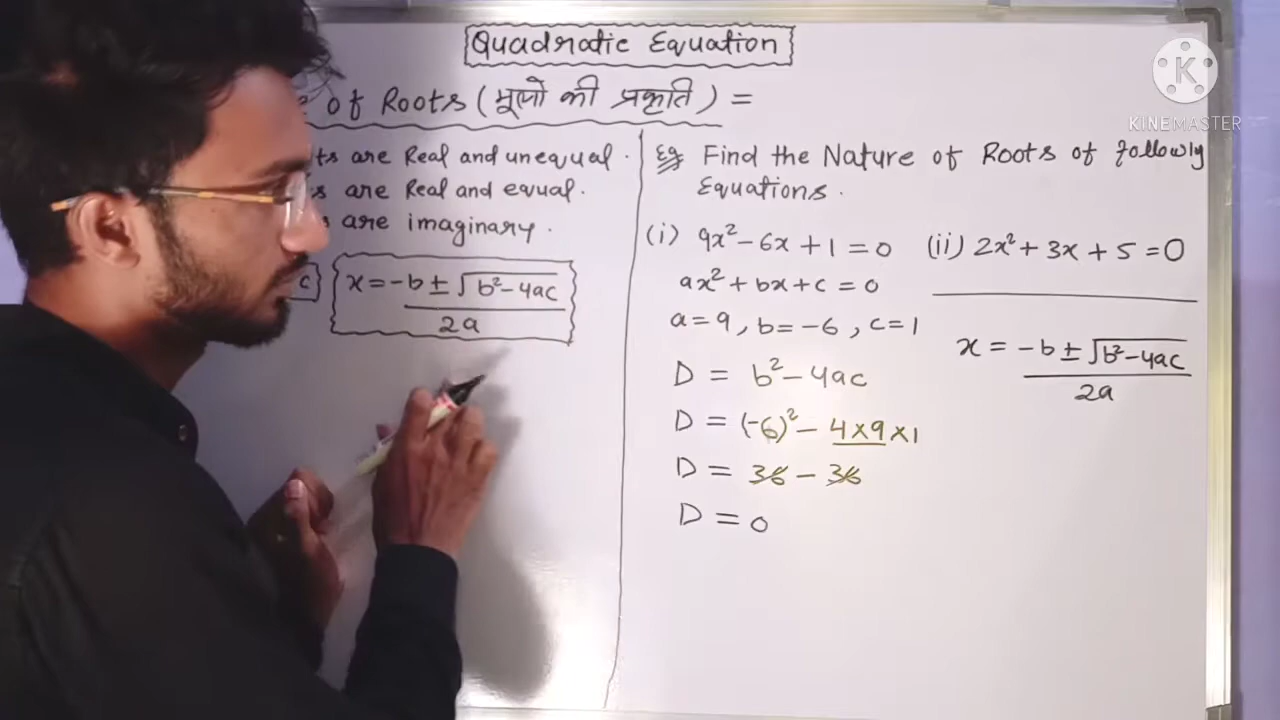 Quadratic Equation
of Roots (मूलो की प्रकृति) =
are Real and unequal.
are Real and equal.
are imaginary.
c
x = -b ± √b²-4ac
2a
Eg Find the Nature of Roots of
Equations.
(i) 9x² - 6x + 1 = 0
ax² + bx + c = 0
a = 9, b = -6, c = 1
D = b² - 4ac
D = (-6)² - 4×9×1
D = 36 - 36
D = 0
(ii) 2x² + 3x + 5 = 0
x = -b ± √b²-4ac
2a
KINEMASTER